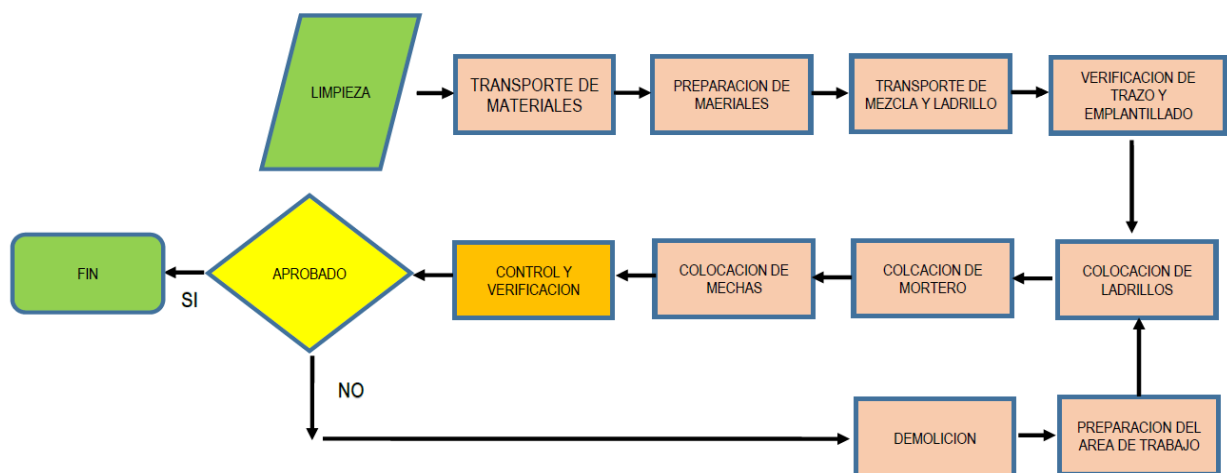 LIMPIEZA
TRANSPORTE DE
MATERIALES
PREPARACION DE
MAERIALES
TRANSPORTE DE
MEZCLA Y LADRILLO
VERIFICACION DE
TRAZO Y
EMPLANTILLADO
FIN
SI
APROBADO
CONTROL Y
VERIFICACION
COLOCACION DE
MECHAS
COLCACION DE
MORTERO
COLOCACION DE
LADRILLOS
NO
DEMOLICION
PREPARACION DEL
AREA DE TRABAJO